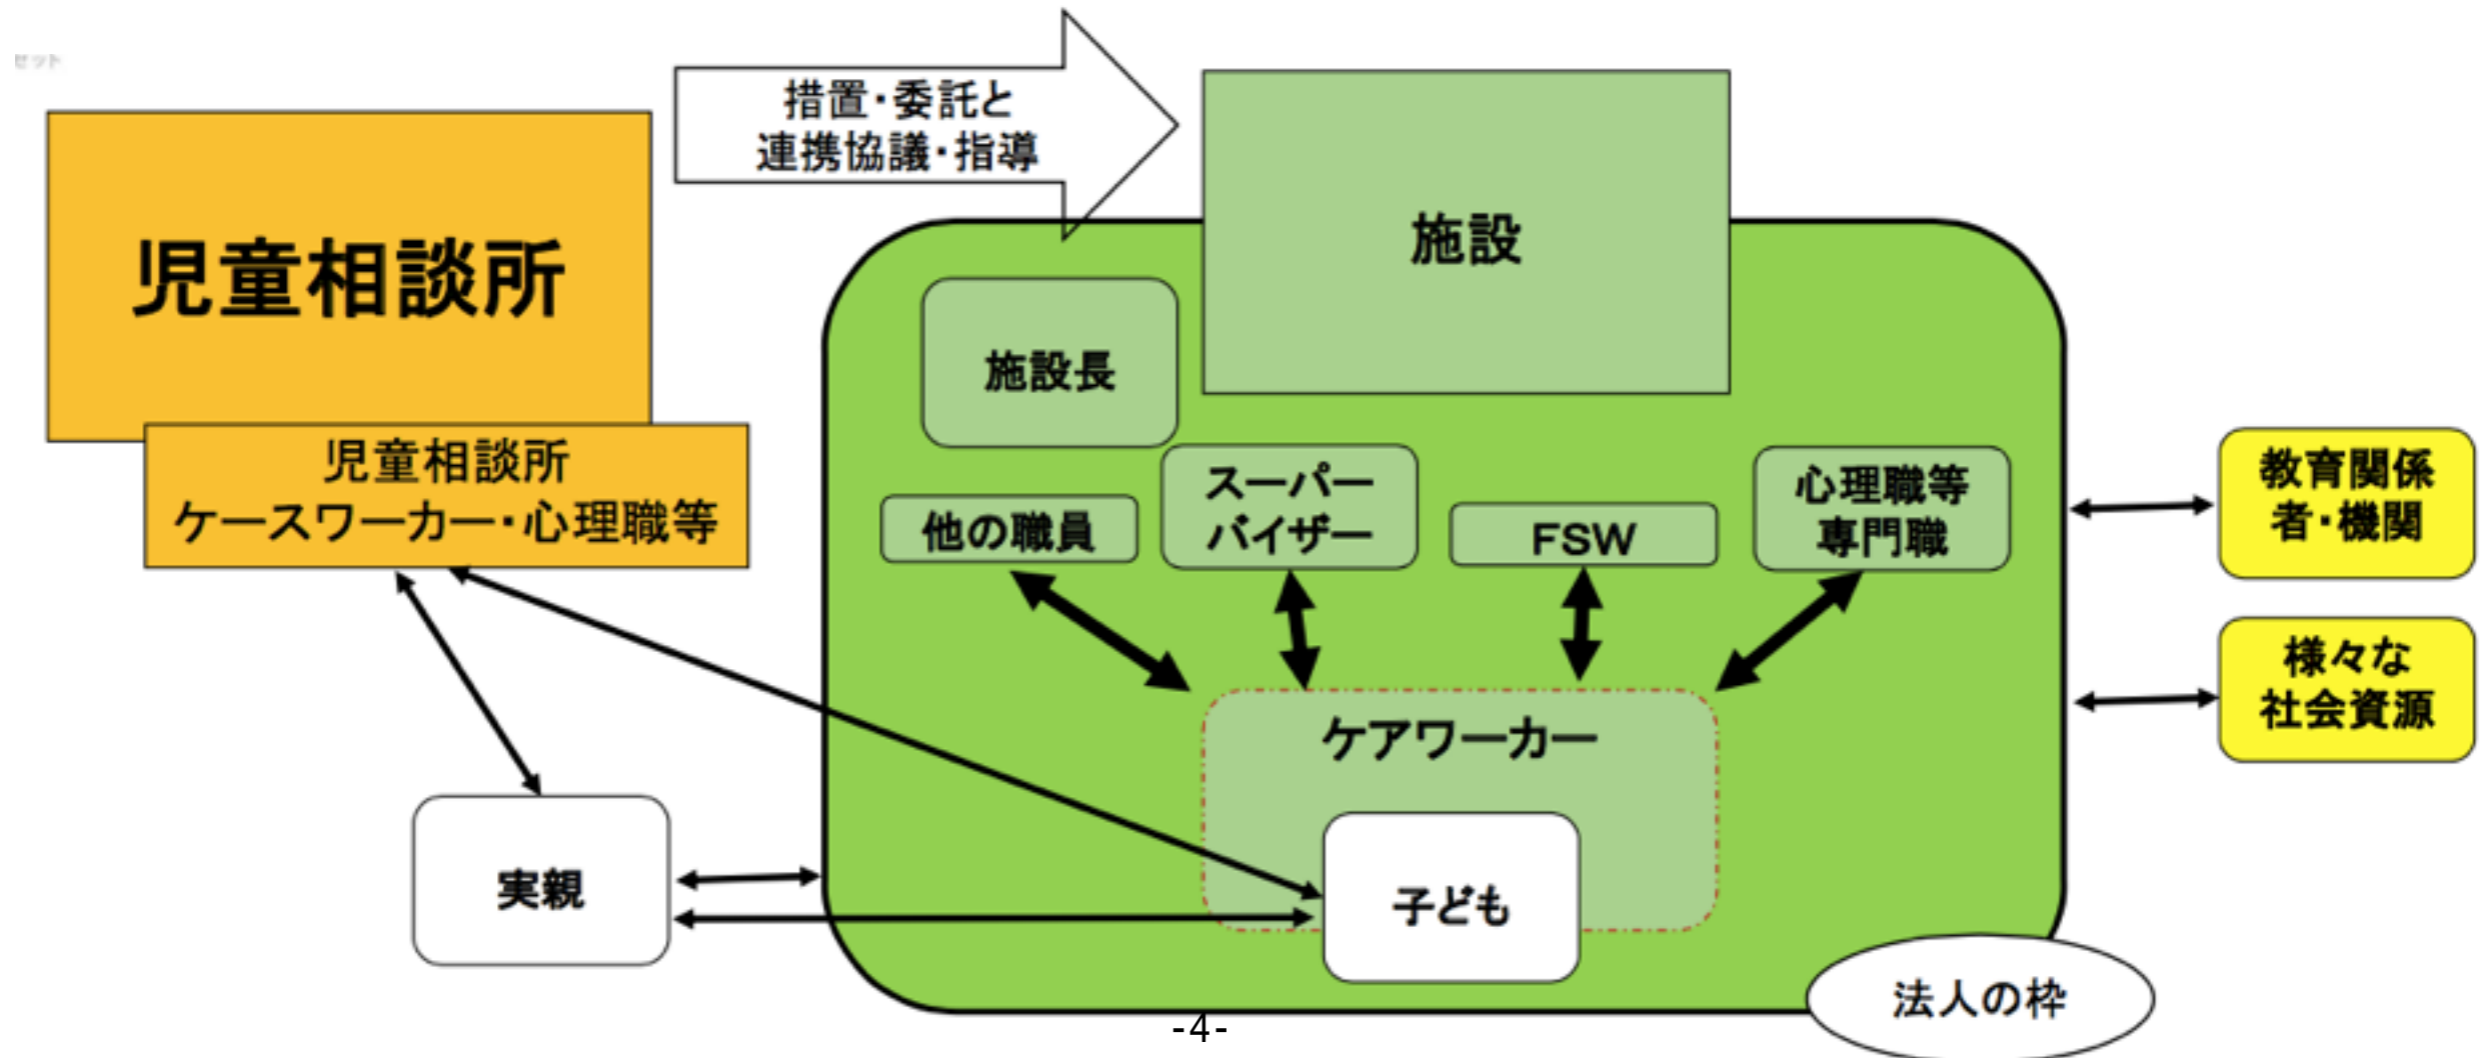 措置・委託と
連携協議・指導
児童相談所
児童相談所
ケースワーカー・心理職等
施設
施設長
他の職員
スーパー
バイザー
FSW
心理職等
専門職
教育関係
者・機関
様々な
社会資源
ケアワーカー
実親
子ども
法人の枠
-4-